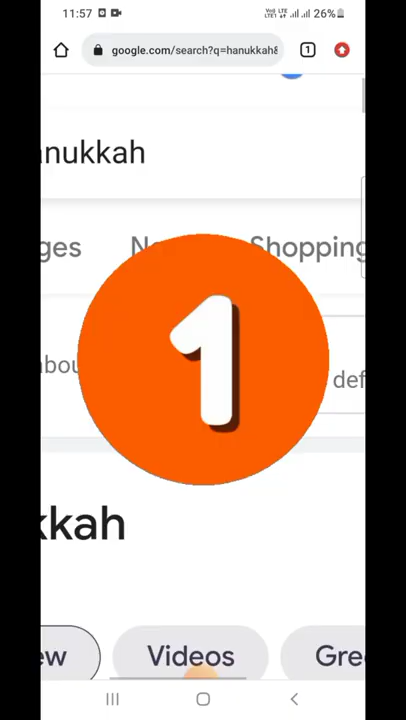 11:57 26%
google.com/search?q=hanukkah&
1
anukkah
ges Shopping
1
def
kkah
ew Videos Gre